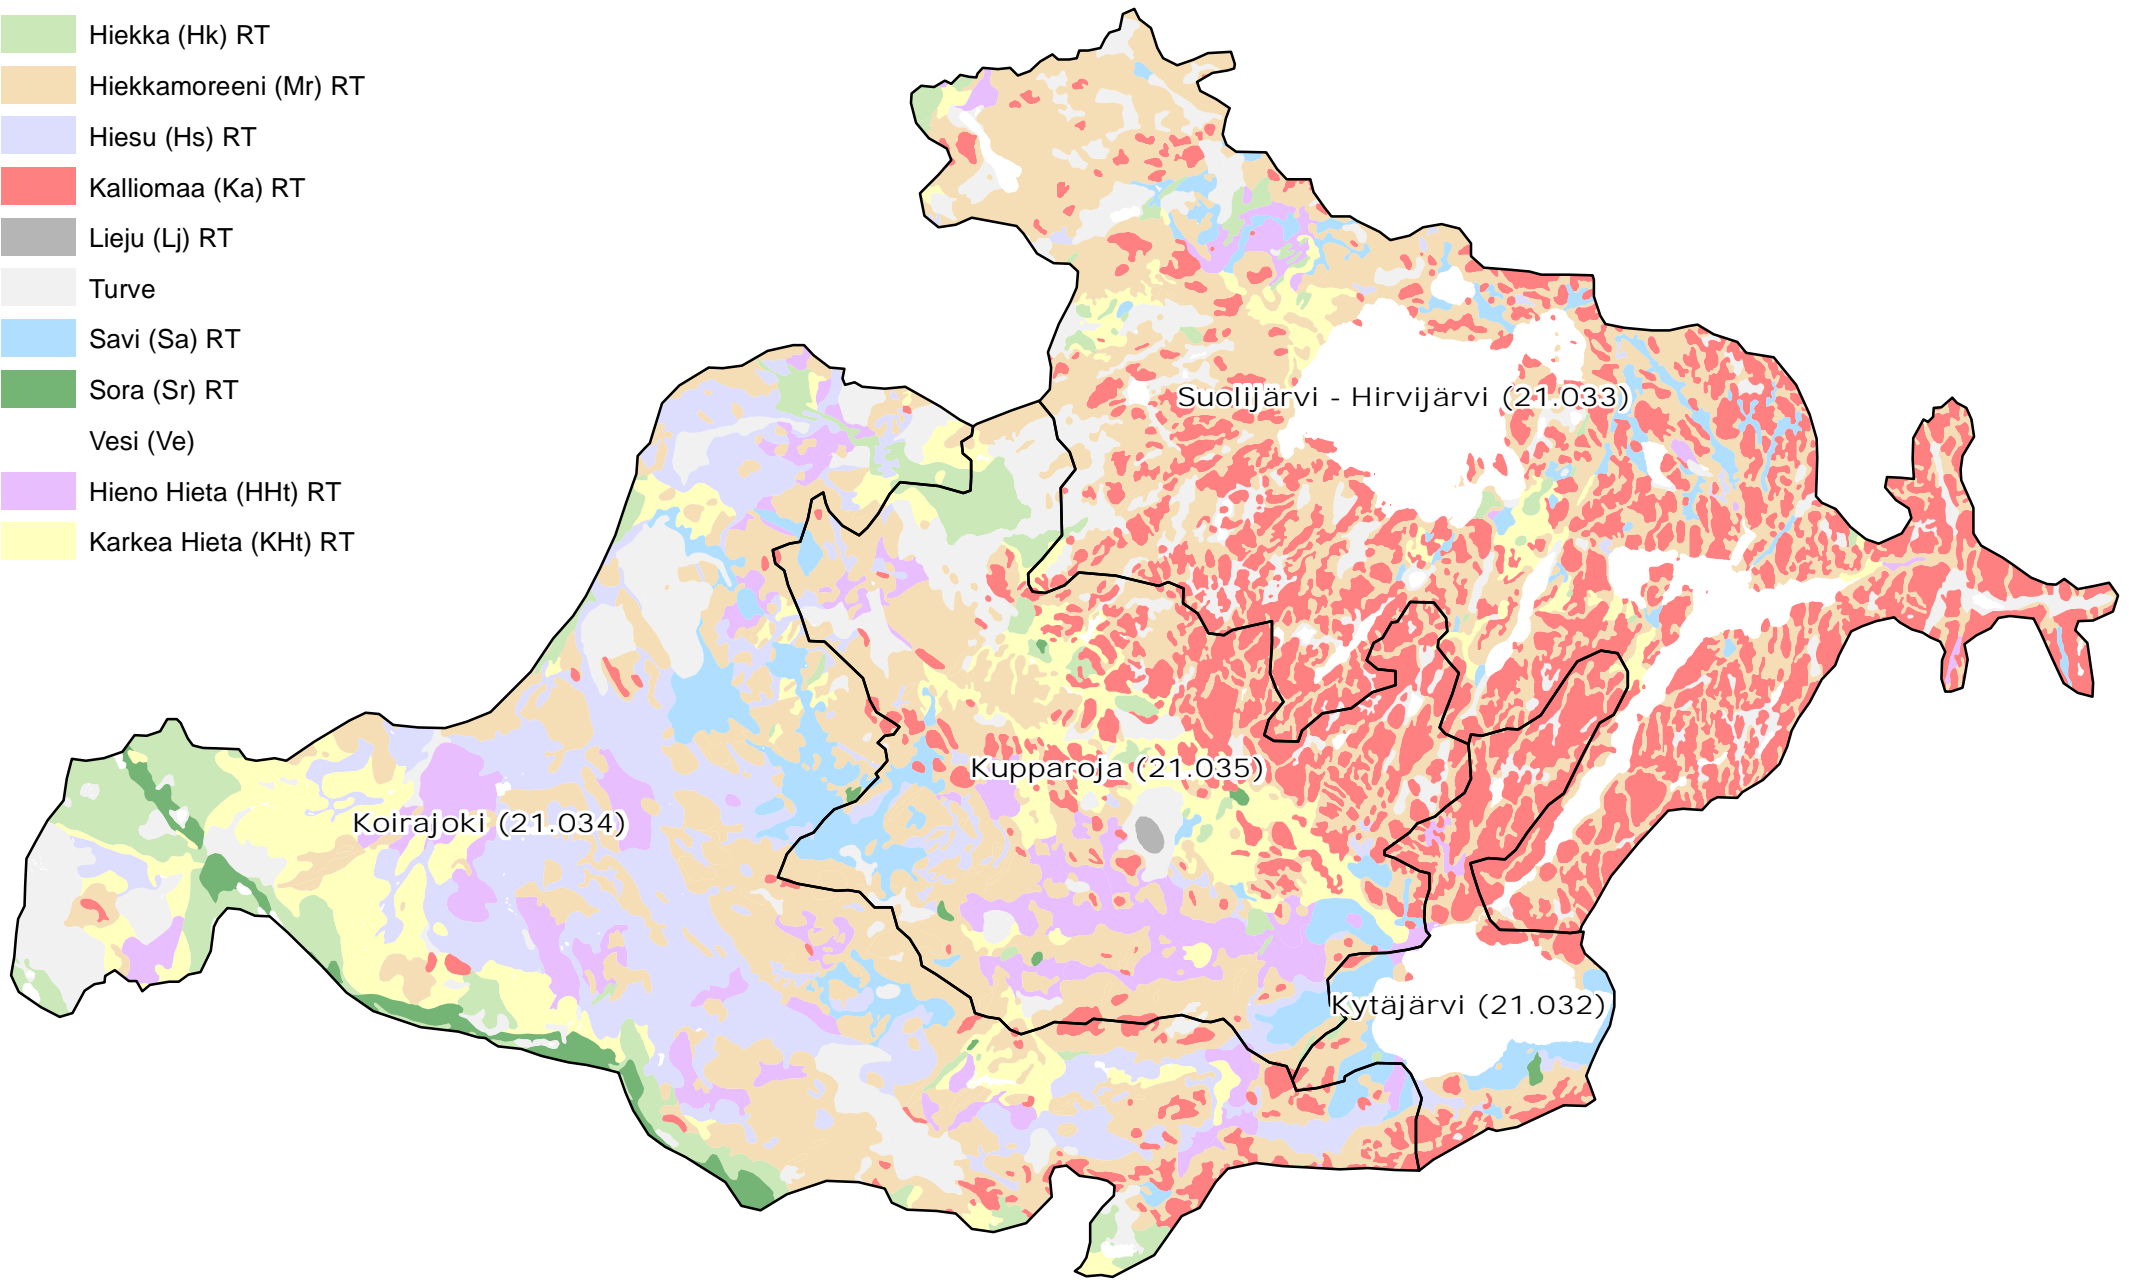 Hiekka (Hk) RT
Hiekkamoreeni (Mr) RT
Hiesu (Hs) RT
Kalliomaa (Ka) RT
Lieju (Lj) RT
Turve
Savi (Sa) RT
Sora (Sr) RT
Vesi (Ve)
Hieno Hieta (HHt) RT
Karkea Hieta (KHt) RT
Suolijärvi - Hirvijärvi (21.033)
Kupparoja (21.035)
Koirajoki (21.034)
Kytäjärvi (21.032)